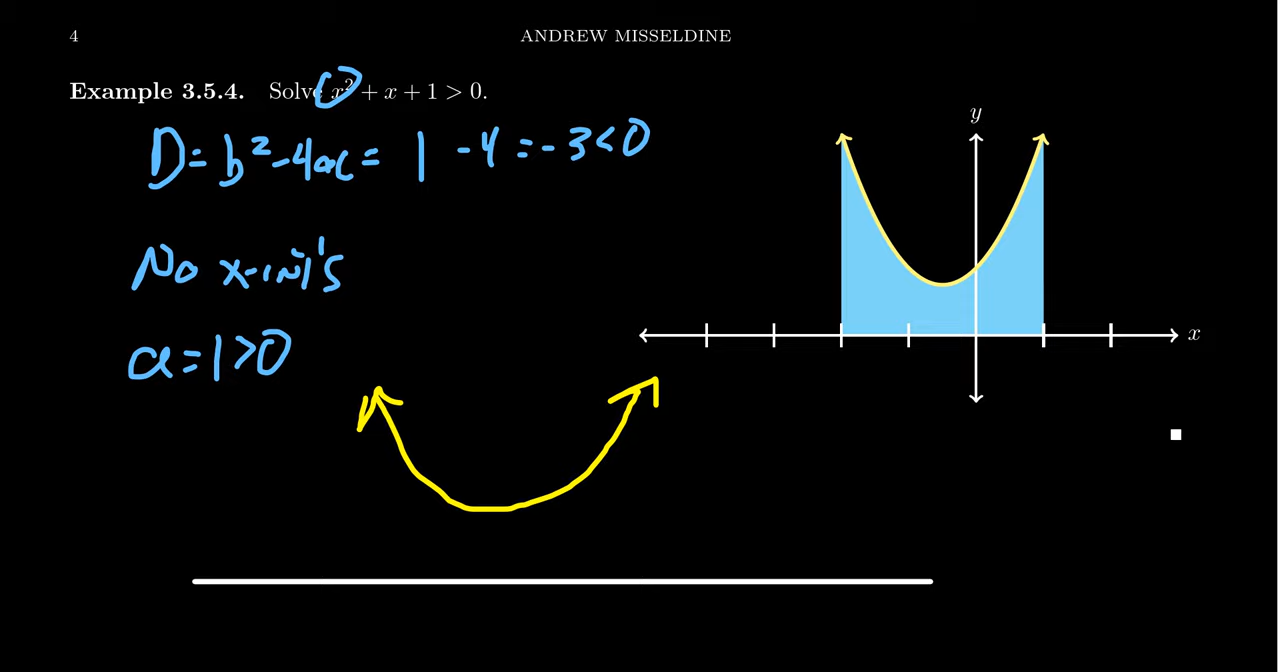 4 ANDREW MISSELDINE
Example 3.5.4. Solve x² + x + 1 > 0.
D = b² - 4ac = 1 - 4 = -3 < 0
No x-int's
a = 1 > 0
y
x